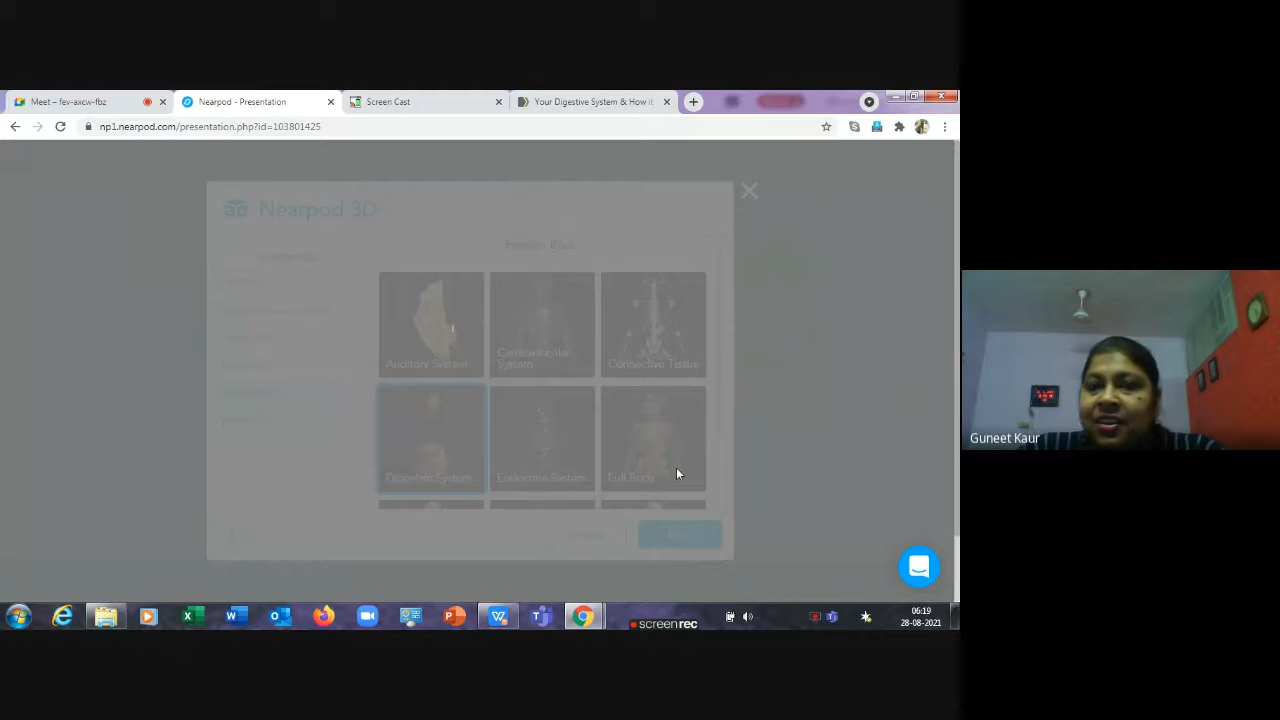 Meet – fev-axcw-fbz
Nearpod - Presentation
Screen Cast
Your Digestive System & How it
np1.nearpod.com/presentation.php?id=103801425
Nearpod 3D
Human Body
Auditory System
Cardiovascular System
Connective Tissue
Digestive System
Endocrine System
Full Body
Guneet Kaur
screenrec
06:19
28-08-2021